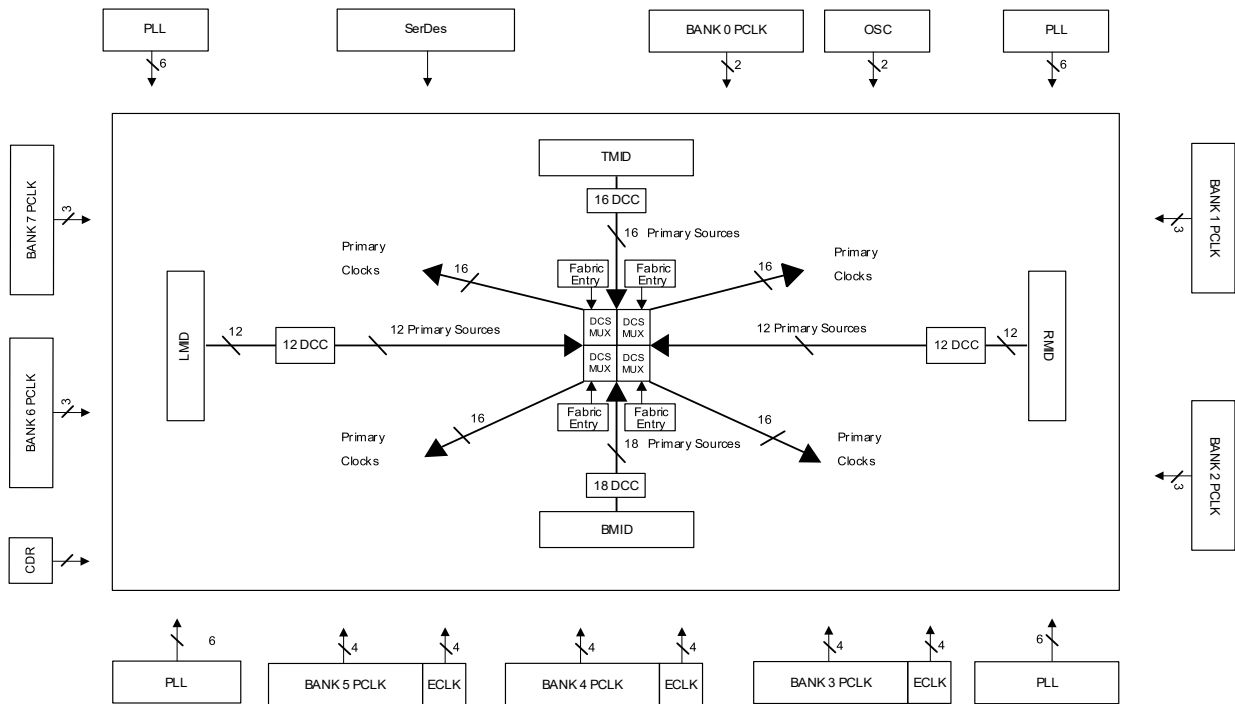 PLL
SerDes
BANK 0 PCLK
OSC
PLL
6
2
2
6
BANK 7 PCLK
3
BANK 1 PCLK
3
TMID
16 DCC
16 Primary Sources
Primary
Clocks
16
Fabric
Entry
Fabric
Entry
16
Primary
Clocks
LMID
12
12 DCC
12 Primary Sources
DCS
MUX
DCS
MUX
DCS
MUX
DCS
MUX
12 Primary Sources
12 DCC
12
RMID
BANK 6 PCLK
3
BANK 2 PCLK
3
Primary
Clocks
16
Fabric
Entry
Fabric
Entry
16
Primary
Clocks
18 Primary Sources
18 DCC
BMID
CDR
6
4
4
4
4
4
4
6
PLL
BANK 5 PCLK
ECLK
BANK 4 PCLK
ECLK
BANK 3 PCLK
ECLK
PLL